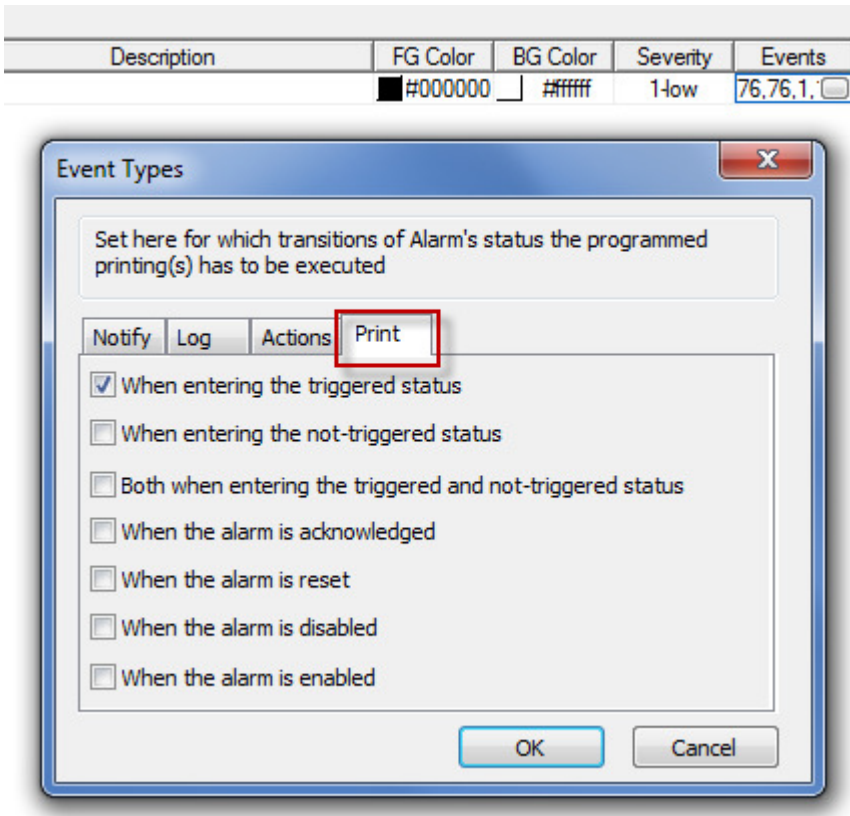 Description FG Color BG Color Severity Events
#000000 #ffffff 1-low 76,76,1,
Event Types
Set here for which transitions of Alarm's status the programmed
printing(s) has to be executed
Notify Log Actions Print
When entering the triggered status
When entering the not-triggered status
Both when entering the triggered and not-triggered status
When the alarm is acknowledged
When the alarm is reset
When the alarm is disabled
When the alarm is enabled
OK Cancel